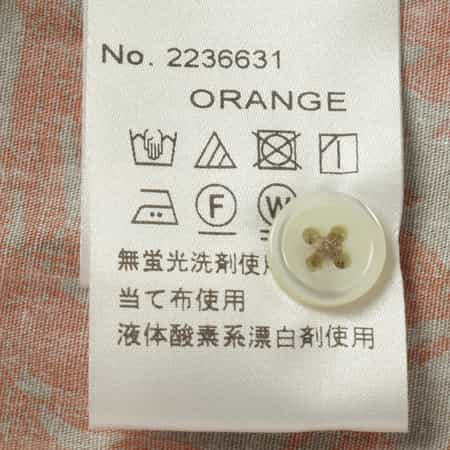 No. 2236631
ORANGE
F W
無蛍光洗剤使
当て布使用
液体酸素系漂白剤使用